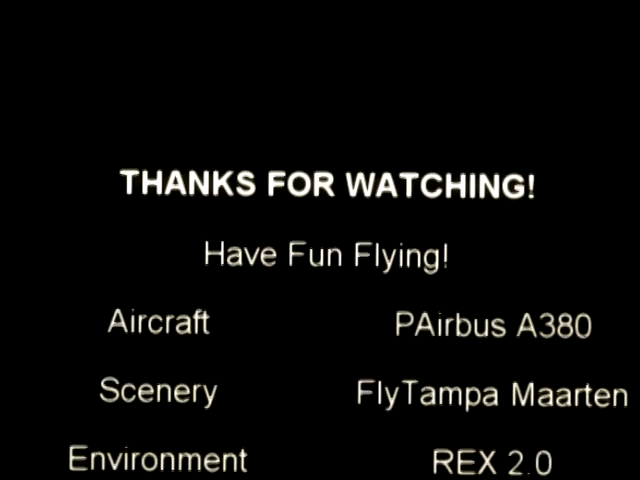 THANKS FOR WATCHING!
Have Fun Flying!
Aircraft PAirbus A380
Scenery FlyTampa Maarten
Environment REX 2.0